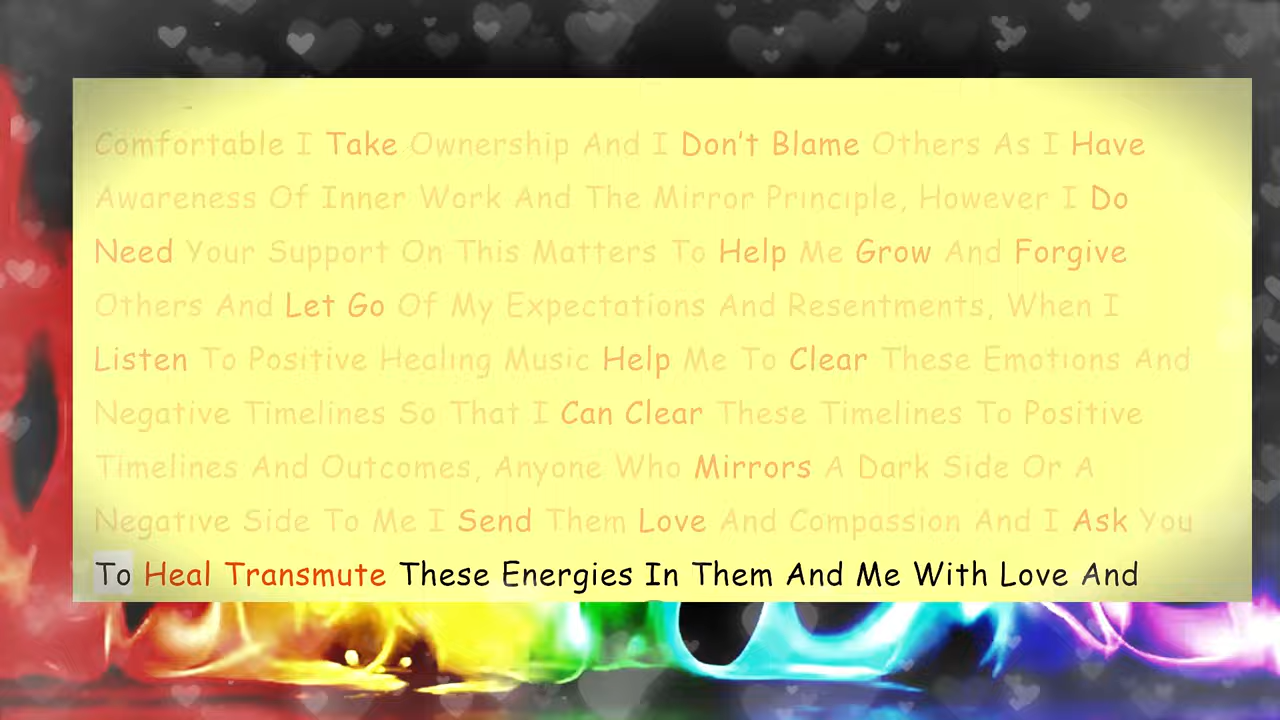 Comfortable I Take Ownership And I Don't Blame Others As I Have
Awareness Of Inner Work And The Mirror Principle, However I Do
Need Your Support On This Matters To Help Me Grow And Forgive
Others And Let Go Of My Expectations And Resentments, When I
Listen To Positive Healing Music Help Me To Clear These Emotions And
Negative Timelines So That I Can Clear These Timelines To Positive
Timelines And Outcomes, Anyone Who Mirrors A Dark Side Or A
Negative Side To Me I Send Them Love And Compassion And I Ask You
To Heal Transmute These Energies In Them And Me With Love And